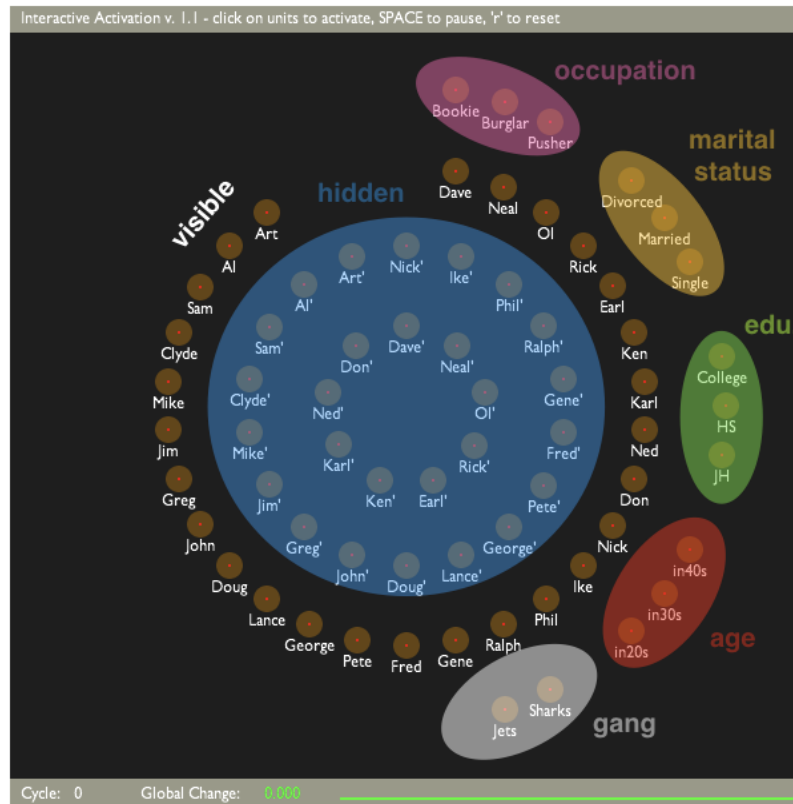 Interactive Activation v. 1.1 - click on units to activate, SPACE to pause, 'r' to reset
occupation
Bookie
Burglar
Pusher
marital
status
Divorced
Married
Single
visible
hidden
Dave
Neal
Ol
Rick
Earl
Ken
Karl
Ned
Don
Nick
Ike
Phil
Ralph
Gene
Fred
Pete
George
Lance
Doug
John
Greg
Jim
Mike
Clyde
Sam
Al
Art
Nick'
Ike'
Phil'
Ralph'
Gene'
Fred'
Pete'
George'
Lance'
Doug'
John'
Greg'
Jim'
Mike'
Clyde'
Sam'
Al'
Art'
Dave'
Neal'
Ol'
Rick'
Earl'
Ken'
Karl'
Ned'
Don'
edu
College
HS
JH
in40s
in30s
in20s
age
Sharks
Jets
gang
Cycle: 0 Global Change: 0.000